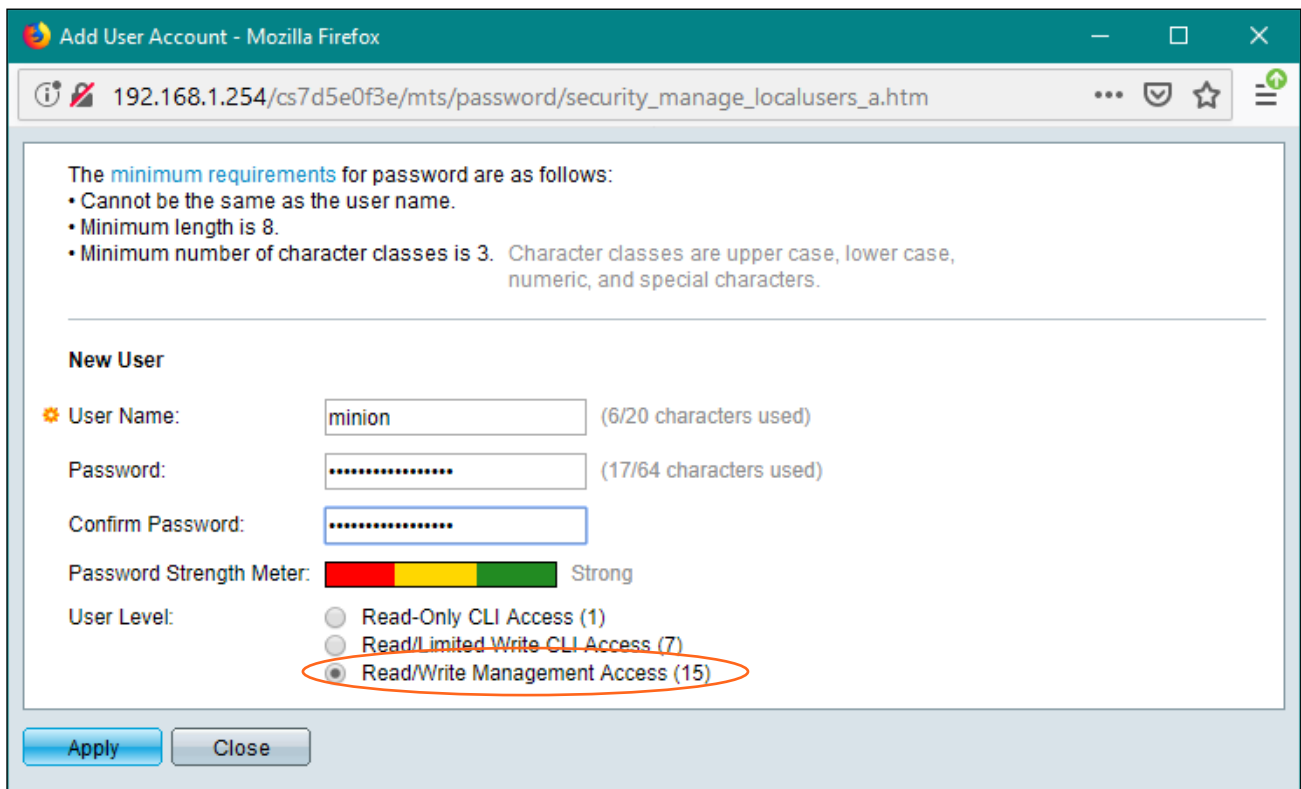 Add User Account - Mozilla Firefox
192.168.1.254/cs7d5e0f3e/mts/password/security_manage_localusers_a.htm
The minimum requirements for password are as follows:
• Cannot be the same as the user name.
• Minimum length is 8.
• Minimum number of character classes is 3. Character classes are upper case, lower case,
numeric, and special characters.
New User
User Name: minion (6/20 characters used)
Password: ••••••••••••••••• (17/64 characters used)
Confirm Password: •••••••••••••••••
Password Strength Meter: Strong
User Level: Read-Only CLI Access (1)
Read/Limited Write CLI Access (7)
Read/Write Management Access (15)
Apply Close